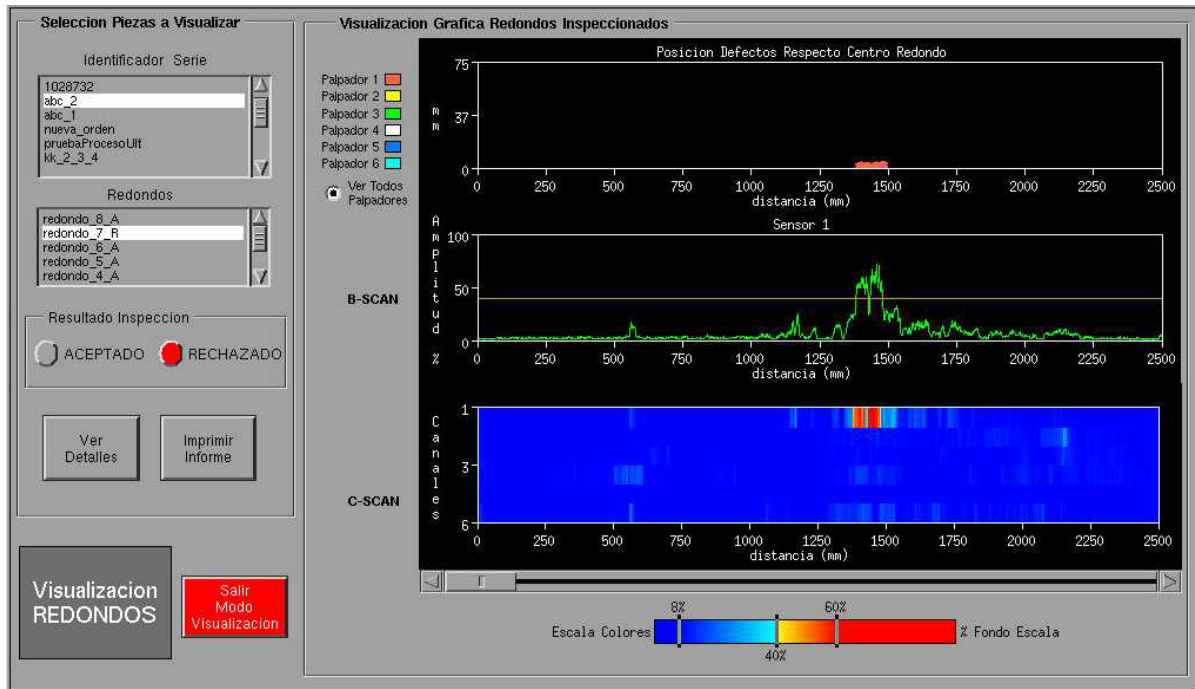 Seleccion Piezas a Visualizar
Identificador Serie
1028732
abc_2
abc_1
nueva_orden
pruebaProcesoUlt
kk_2_3_4
Redondos
redondo_8_A
redondo_7_R
redondo_6_A
redondo_5_A
redondo_4_A
Resultado Inspeccion
ACEPTADO
RECHAZADO
Ver
Detalles
Imprimir
Informe
Visualizacion
REDONDOS
Salir
Modo
Visualizacion
Visualizacion Grafica Redondos Inspeccionados
Palpador 1
Palpador 2
Palpador 3
Palpador 4
Palpador 5
Palpador 6
Ver Todos
Palpadores
Posicion Defectos Respecto Centro Redondo
mm
75
37
0
0 250 500 750 1000 1250 1500 1750 2000 2250 2500
distancia (mm)
B-SCAN
Sensor 1
Amplitud %
100
50
0
0 250 500 750 1000 1250 1500 1750 2000 2250 2500
distancia (mm)
C-SCAN
Canales
1
3
6
0 250 500 750 1000 1250 1500 1750 2000 2250 2500
distancia (mm)
8% 60%
Escala Colores % Fondo Escala
40%